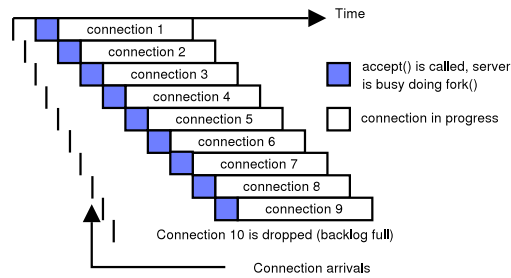 Time
connection 1
connection 2
connection 3
connection 4
connection 5
connection 6
connection 7
connection 8
connection 9
accept() is called, server
is busy doing fork()
connection in progress
Connection 10 is dropped (backlog full)
Connection arrivals